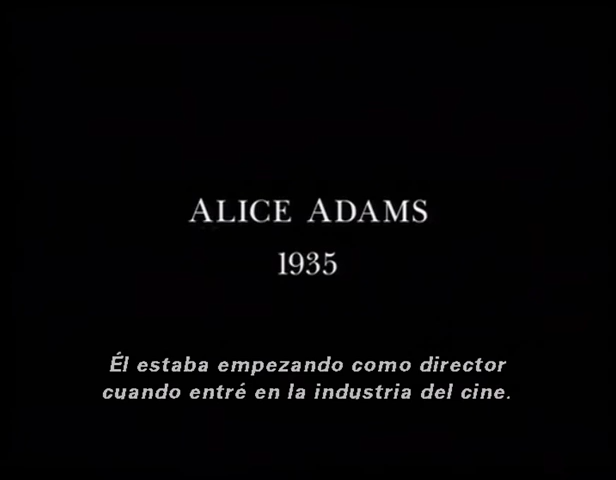 ALICE ADAMS
1935
Él estaba empezando como director
cuando entré en la industria del cine.